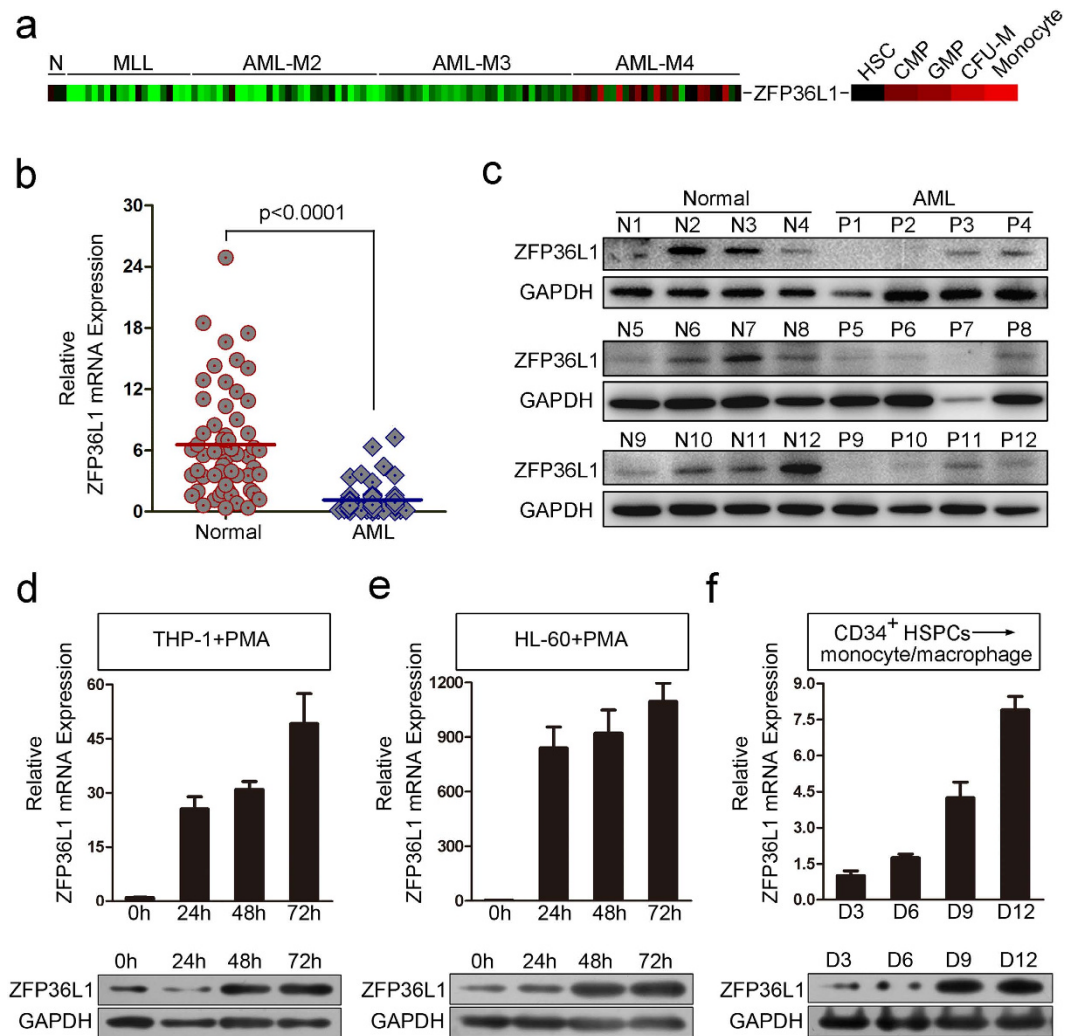 a
N MLL AML-M2 AML-M3 AML-M4
HSC CMP GMP CFU-M Monocyte
ZFP36L1
b
Relative
ZFP36L1 mRNA Expression
30
24
18
12
6
0
p<0.0001
Normal AML
c
Normal AML
N1 N2 N3 N4 P1 P2 P3 P4
ZFP36L1
GAPDH
N5 N6 N7 N8 P5 P6 P7 P8
ZFP36L1
GAPDH
N9 N10 N11 N12 P9 P10 P11 P12
ZFP36L1
GAPDH
d
THP-1+PMA
Relative
ZFP36L1 mRNA Expression
60
45
30
15
0
0h 24h 48h 72h
0h 24h 48h 72h
ZFP36L1
GAPDH
e
HL-60+PMA
Relative
ZFP36L1 mRNA Expression
1200
900
600
300
0
0h 24h 48h 72h
0h 24h 48h 72h
ZFP36L1
GAPDH
f
CD34+ HSPCs→
monocyte/macrophage
Relative
ZFP36L1 mRNA Expression
9.0
7.5
6.0
4.5
3.0
1.5
0
D3 D6 D9 D12
D3 D6 D9 D12
ZFP36L1
GAPDH